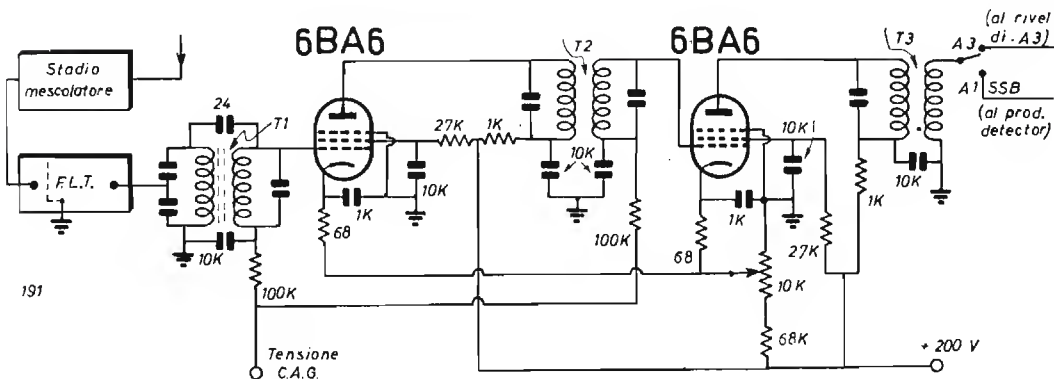 6BA6
6BA6
Stadio
mescolatore
F.L.T.
24
T1
10K
100K
Tensione
C.A.G.
191
27K
1K
10K
1K
68
T2
10K
100K
10K
1K
68
27K
10K
68K
1K
T3
10K
A3
(al rivel
di. A3)
A1
SSB
(al prod.
detector)
+ 200 V